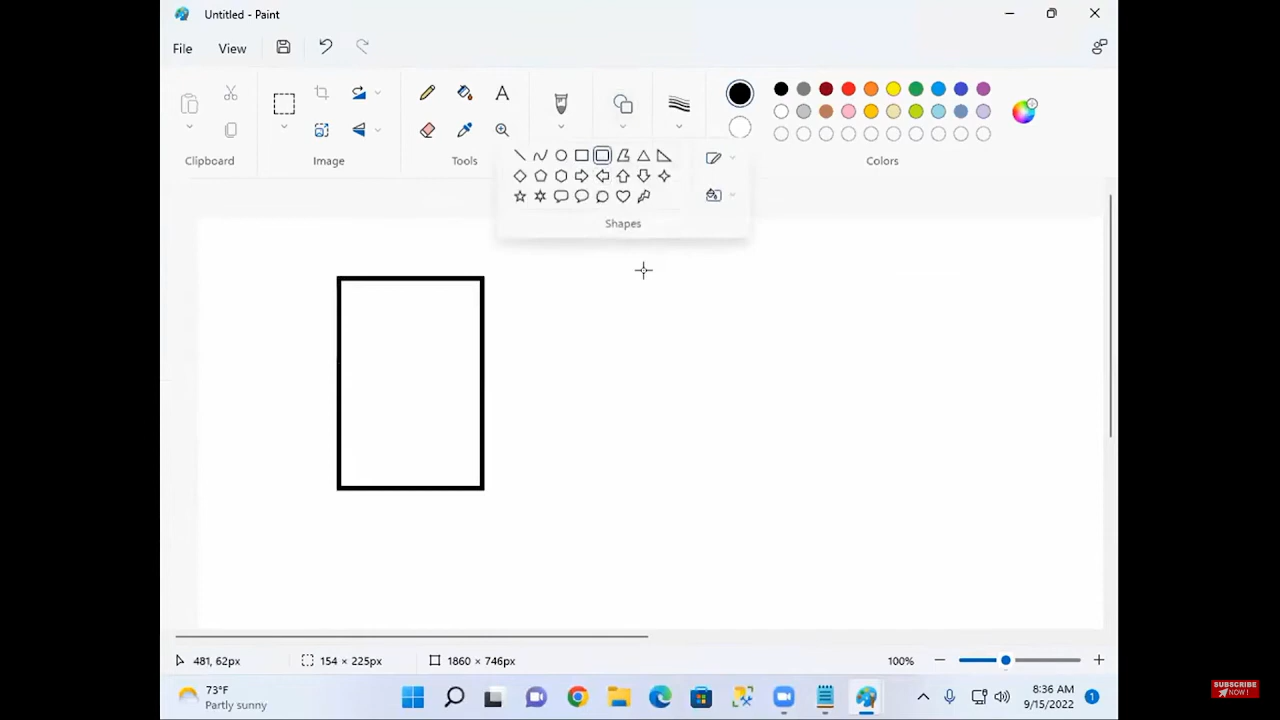 Untitled - Paint
File
View
Clipboard
Image
Tools
Colors
Shapes
481, 62px
154 × 225px
1860 × 746px
100%
73°F
Partly sunny
8:36 AM
9/15/2022
1
SUBSCRIBE
NOW!